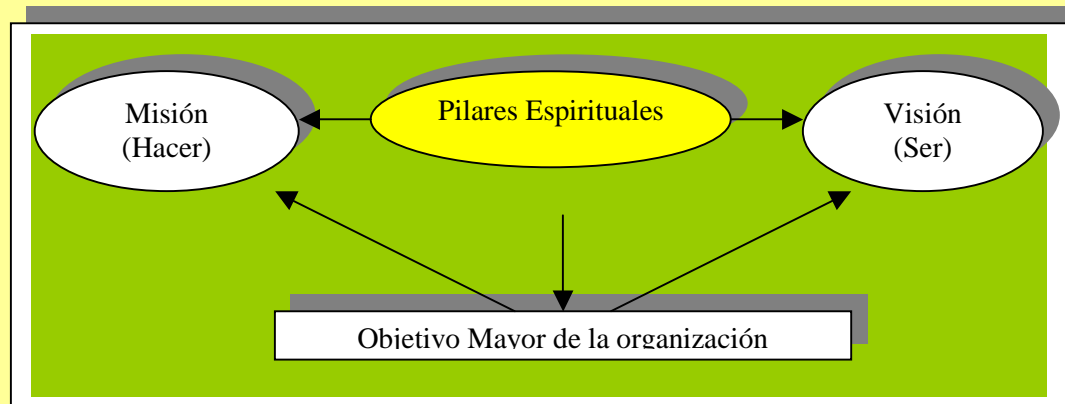 Misión
(Hacer)
Pilares Espirituales
Visión
(Ser)
Objetivo Mayor de la organización